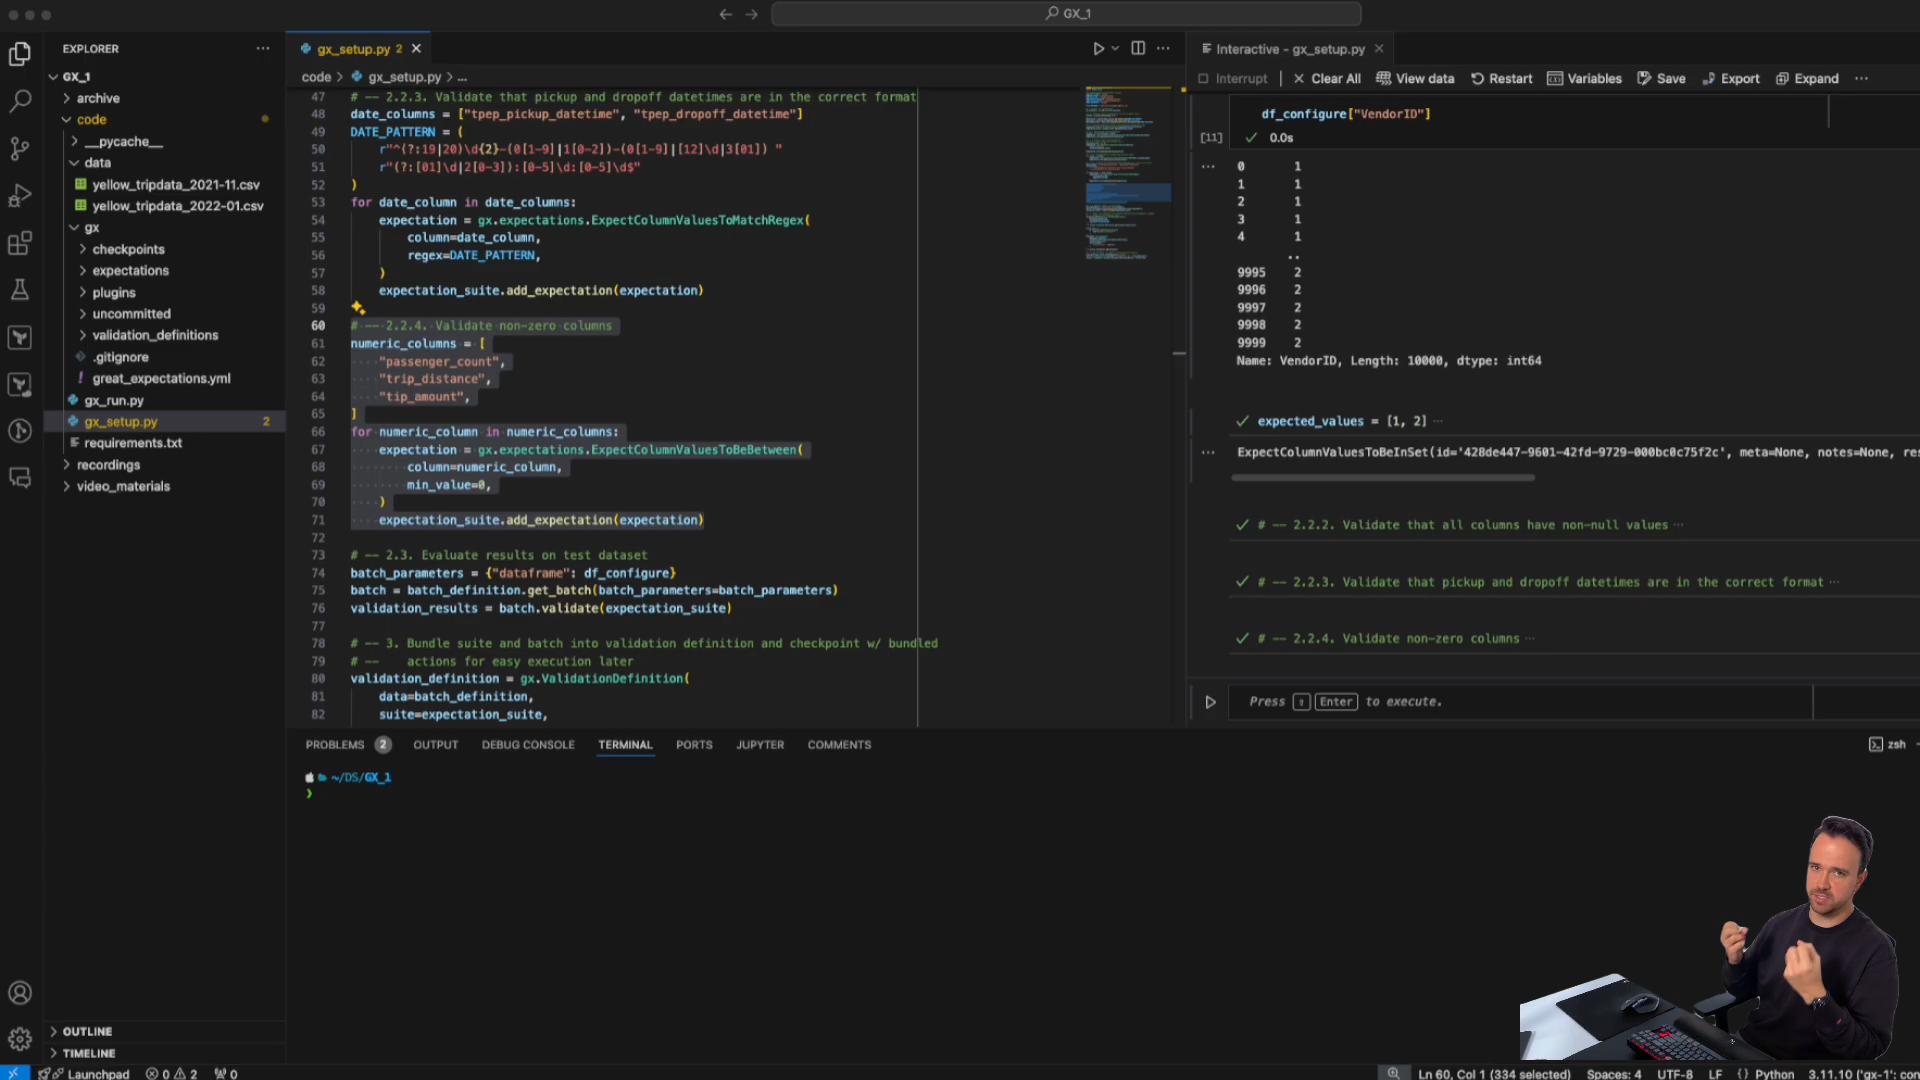 GX_1
EXPLORER
GX_1
archive
code
__pycache__
data
yellow_tripdata_2021-11.csv
yellow_tripdata_2022-01.csv
gx
checkpoints
expectations
plugins
uncommitted
validation_definitions
.gitignore
great_expectations.yml
gx_run.py
gx_setup.py 2
requirements.txt
recordings
video_materials
OUTLINE
TIMELINE
gx_setup.py 2
code > gx_setup.py > ...
47 # -- 2.2.3. Validate that pickup and dropoff datetimes are in the correct format
48 date_columns = ["tpep_pickup_datetime", "tpep_dropoff_datetime"]
49 DATE_PATTERN = (
50 r"^(?:19|20)\d{2}-(0[1-9]|1[0-2])-(0[1-9]|[12]\d|3[01]) "
51 r"(?:[01]\d|2[0-3]):[0-5]\d:[0-5]\d$"
52 )
53 for date_column in date_columns:
54 expectation = gx.expectations.ExpectColumnValuesToMatchRegex(
55 column=date_column,
56 regex=DATE_PATTERN,
57 )
58 expectation_suite.add_expectation(expectation)
59
60 # -- 2.2.4. Validate non-zero columns
61 numeric_columns = [
62 "passenger_count",
63 "trip_distance",
64 "tip_amount",
65 ]
66 for numeric_column in numeric_columns:
67 expectation = gx.expectations.ExpectColumnValuesToBeBetween(
68 column=numeric_column,
69 min_value=0,
70 )
71 expectation_suite.add_expectation(expectation)
72
73 # -- 2.3. Evaluate results on test dataset
74 batch_parameters = {"dataframe": df_configure}
75 batch = batch_definition.get_batch(batch_parameters=batch_parameters)
76 validation_results = batch.validate(expectation_suite)
77
78 # -- 3. Bundle suite and batch into validation definition and checkpoint w/ bundled
79 # -- actions for easy execution later
80 validation_definition = gx.ValidationDefinition(
81 data=batch_definition,
82 suite=expectation_suite,
Interactive - gx_setup.py
Interrupt | Clear All View data Restart Variables Save Export Expand ...
df_configure["VendorID"]
[11] 0.0s
0 1
1 1
2 1
3 1
4 1
..
9995 2
9996 2
9997 2
9998 2
9999 2
Name: VendorID, Length: 10000, dtype: int64
expected_values = [1, 2] ...
ExpectColumnValuesToBeInSet(id='428de447-9601-42fd-9729-000bc0c75f2c', meta=None, notes=None, res
# -- 2.2.2. Validate that all columns have non-null values ...
# -- 2.2.3. Validate that pickup and dropoff datetimes are in the correct format ...
# -- 2.2.4. Validate non-zero columns ...
Press ⇧ Enter to execute.
PROBLEMS 2 OUTPUT DEBUG CONSOLE TERMINAL PORTS JUPYTER COMMENTS
zsh
~/DS/GX_1
❯
Launchpad 0 2 0
Ln 60, Col 1 (334 selected) Spaces: 4 UTF-8 LF {} Python 3.11.10 ('gx-1': con